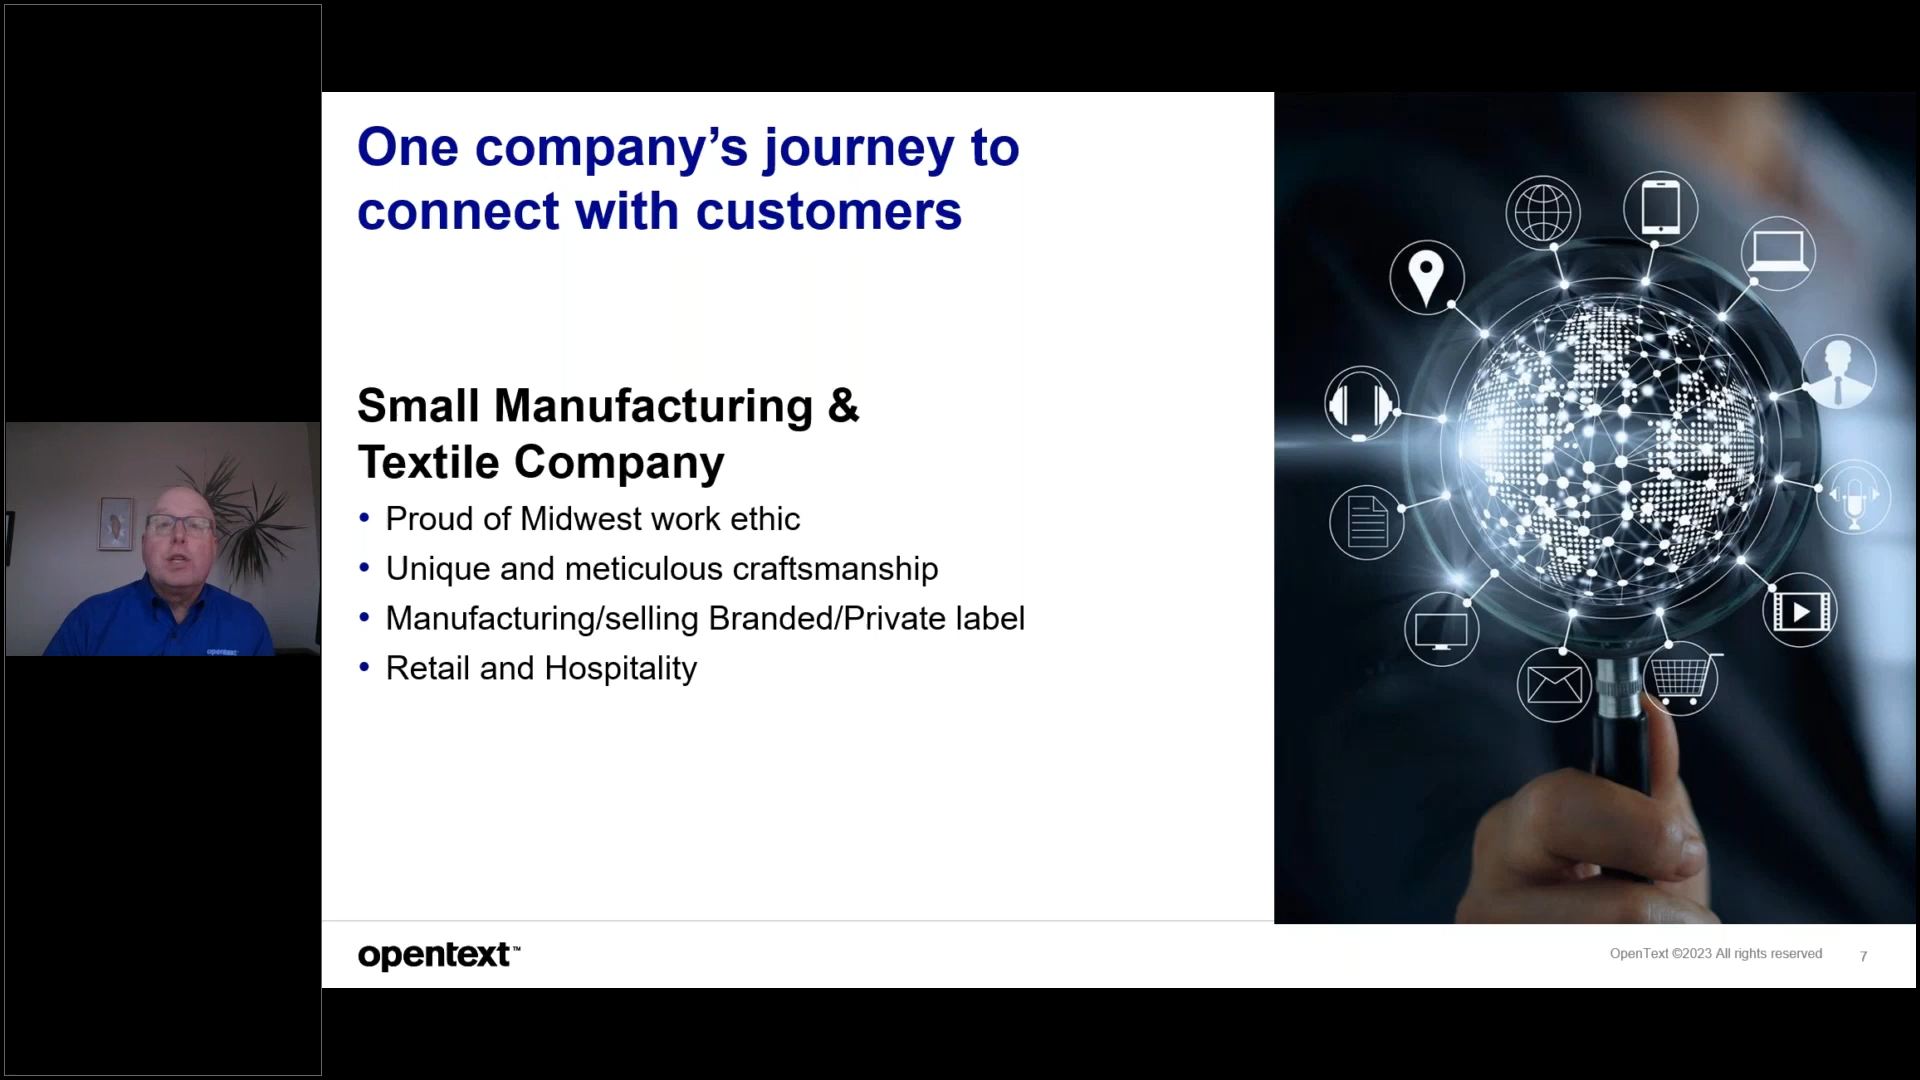 One company’s journey to
connect with customers
Small Manufacturing &
Textile Company
• Proud of Midwest work ethic
• Unique and meticulous craftsmanship
• Manufacturing/selling Branded/Private label
• Retail and Hospitality
opentext
opentext™
OpenText ©2023 All rights reserved
7